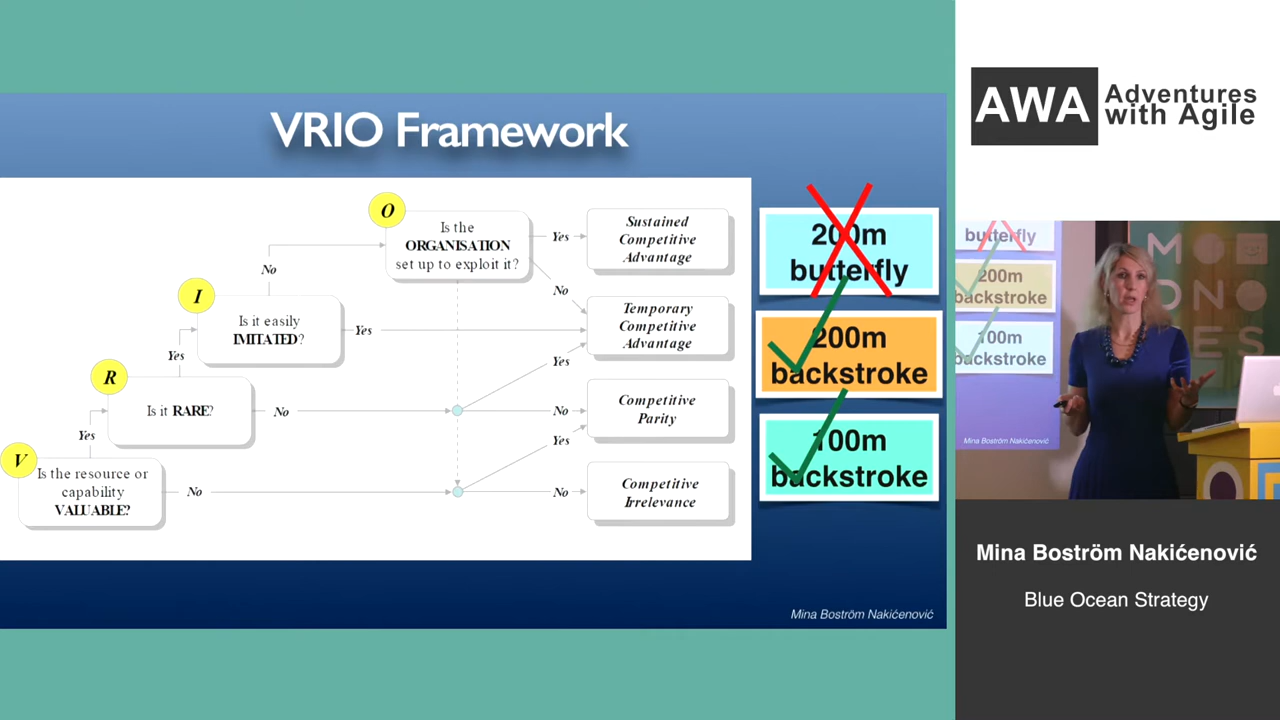 VRIO Framework
O
Is the
ORGANISATION
set up to exploit it?
Yes
No
Sustained
Competitive
Advantage
No
I
Is it easily
IMITATED?
Yes
Temporary
Competitive
Advantage
Yes
R
Is it RARE?
Yes
No
Yes
No
Competitive
Parity
Yes
V
Is the resource or
capability
VALUABLE?
Yes
No
No
Competitive
Irrelevance
200m
butterfly
200m
backstroke
100m
backstroke
Mina Boström Nakićenović
AWA
Adventures
with Agile
butterfly
200m
backstroke
100m
backstroke
Mina Boström Nakićenović
Mina Boström Nakićenović
Blue Ocean Strategy